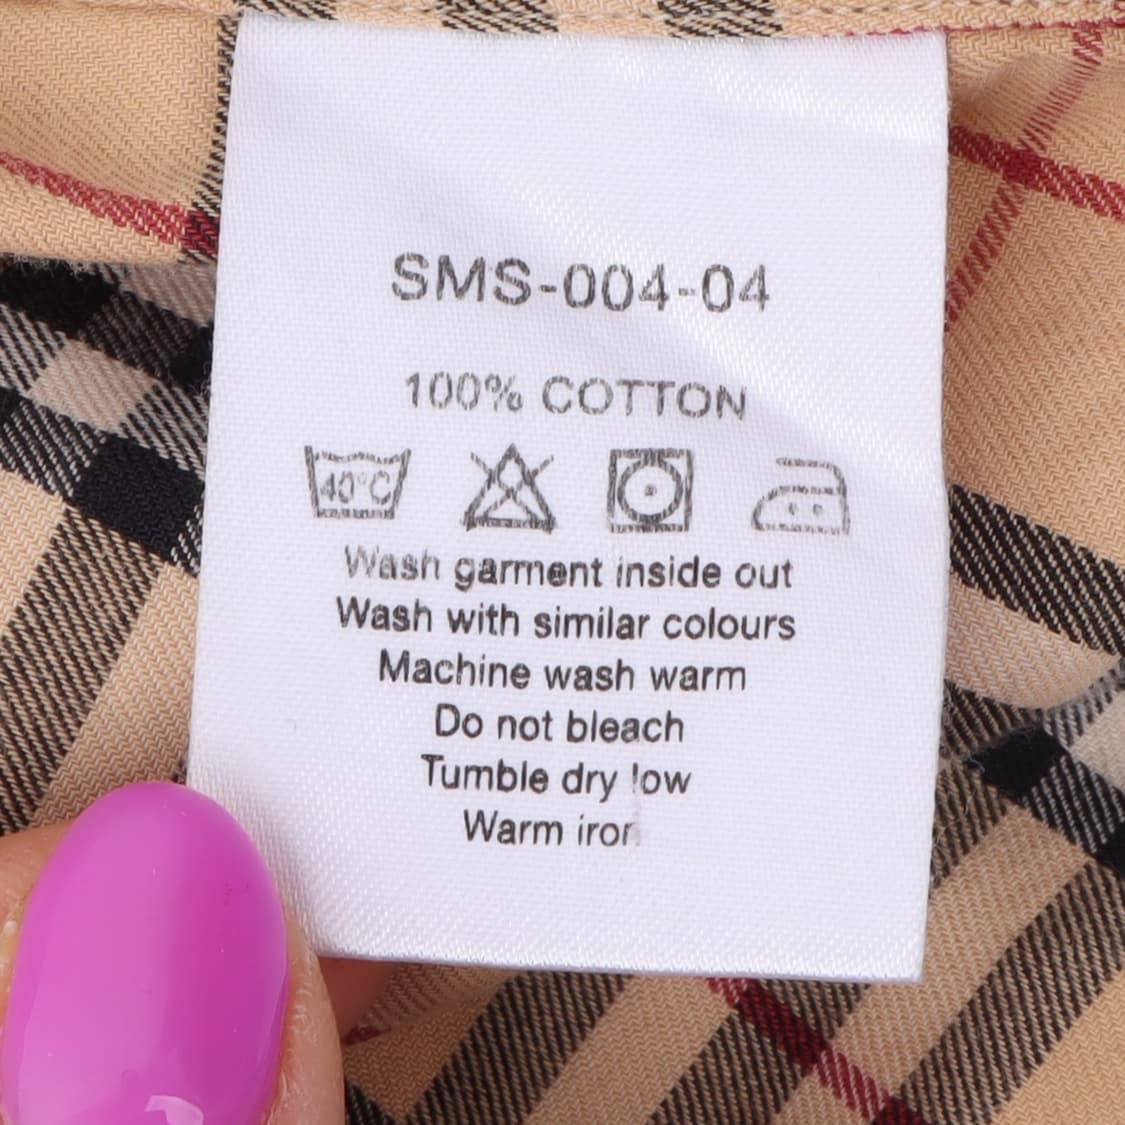 SMS-004-04
100% COTTON
40°C
Wash garment inside out
Wash with similar colours
Machine wash warm
Do not bleach
Tumble dry low
Warm iron